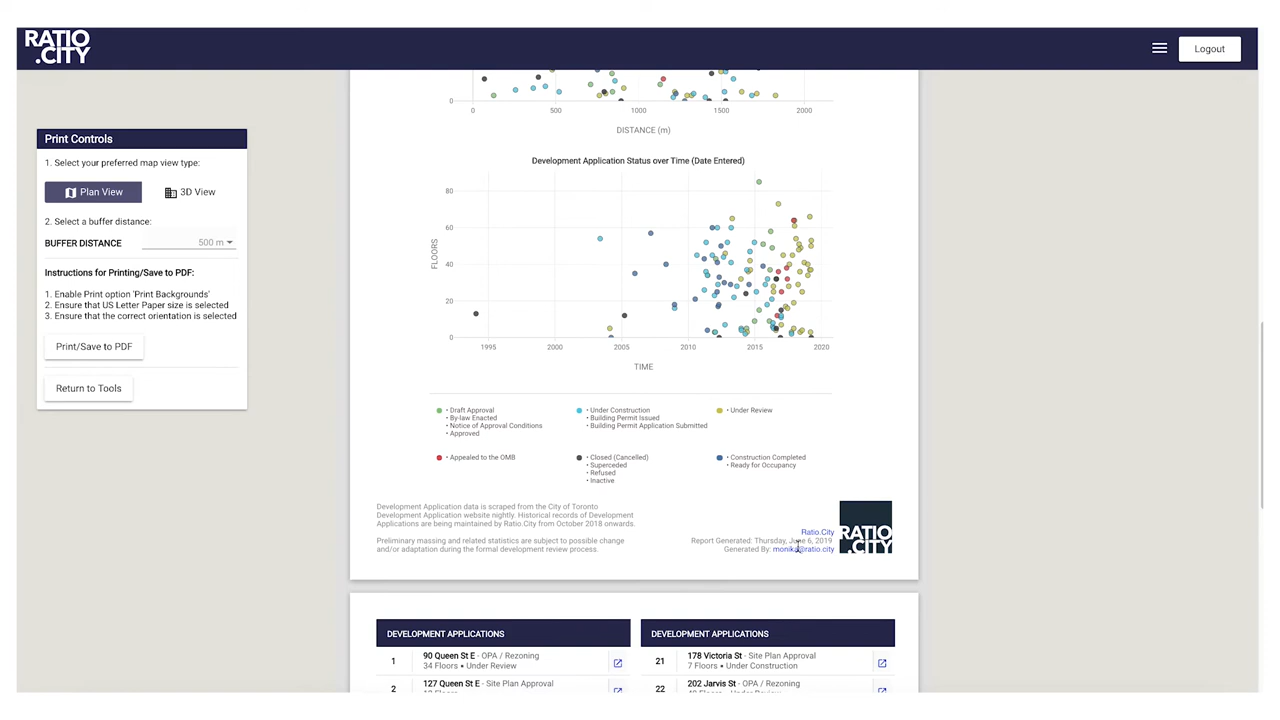 RATIO
.CITY
Logout
Print Controls
1. Select your preferred map view type:
Plan View
3D View
2. Select a buffer distance:
BUFFER DISTANCE 500 m
Instructions for Printing/Save to PDF:
1. Enable Print option 'Print Backgrounds'
2. Ensure that US Letter Paper size is selected
3. Ensure that the correct orientation is selected
Print/Save to PDF
Return to Tools
0
0 500 1000 1500 2000
DISTANCE (m)
Development Application Status over Time (Date Entered)
80
60
40
20
0
FLOORS
1995 2000 2005 2010 2015 2020
TIME
• Draft Approval
• By-law Enacted
• Notice of Approval Conditions
• Approved
• Under Construction
• Building Permit Issued
• Building Permit Application Submitted
• Under Review
• Appealed to the OMB
• Closed (Cancelled)
• Superceded
• Refused
• Inactive
• Construction Completed
• Ready for Occupancy
Development Application data is scraped from the City of Toronto
Development Application website nightly. Historical records of Development
Applications are being maintained by Ratio.City from October 2018 onwards.
Preliminary massing and related statistics are subject to possible change
and/or adaptation during the formal development review process.
Ratio.City
Report Generated: Thursday, June 6, 2019
Generated By: monika@ratio.city
RATIO
.CITY
DEVELOPMENT APPLICATIONS
1 90 Queen St E - OPA / Rezoning
34 Floors • Under Review
2 127 Queen St E - Site Plan Approval
DEVELOPMENT APPLICATIONS
21 178 Victoria St - Site Plan Approval
7 Floors • Under Construction
22 202 Jarvis St - OPA / Rezoning